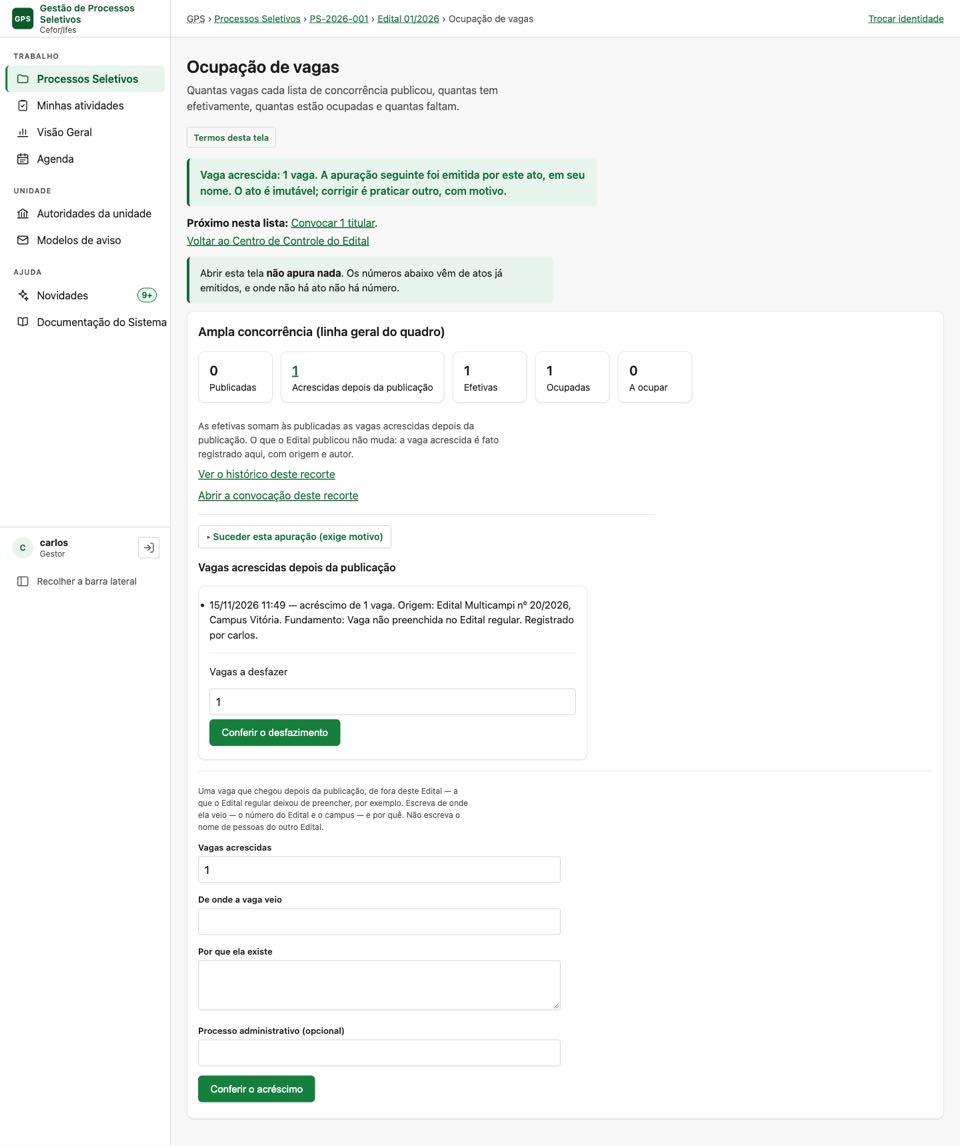 GPS
Gestão de Processos
Seletivos
Cefor/Ifes
GPS › Processos Seletivos › PS-2026-001 › Edital 01/2026 › Ocupação de vagas
Trocar identidade
TRABALHO
Processos Seletivos
Minhas atividades
Visão Geral
Agenda
UNIDADE
Autoridades da unidade
Modelos de aviso
AJUDA
Novidades
9+
Documentação do Sistema
C
carlos
Gestor
Recolher a barra lateral
Ocupação de vagas
Quantas vagas cada lista de concorrência publicou, quantas tem
efetivamente, quantas estão ocupadas e quantas faltam.
Termos desta tela
Vaga acrescida: 1 vaga. A apuração seguinte foi emitida por este ato, em seu
nome. O ato é imutável; corrigir é praticar outro, com motivo.
Próximo nesta lista: Convocar 1 titular.
Voltar ao Centro de Controle do Edital
Abrir esta tela não apura nada. Os números abaixo vêm de atos já
emitidos, e onde não há ato não há número.
Ampla concorrência (linha geral do quadro)
0
Publicadas
1
Acrescidas depois da publicação
1
Efetivas
1
Ocupadas
0
A ocupar
As efetivas somam às publicadas as vagas acrescidas depois da
publicação. O que o Edital publicou não muda: a vaga acrescida é fato
registrado aqui, com origem e autor.
Ver o histórico deste recorte
Abrir a convocação deste recorte
▸ Suceder esta apuração (exige motivo)
Vagas acrescidas depois da publicação
• 15/11/2026 11:49 — acréscimo de 1 vaga. Origem: Edital Multicampi nº 20/2026,
Campus Vitória. Fundamento: Vaga não preenchida no Edital regular. Registrado
por carlos.
Vagas a desfazer
1
Conferir o desfazimento
Uma vaga que chegou depois da publicação, de fora deste Edital — a
que o Edital regular deixou de preencher, por exemplo. Escreva de onde
ela veio — o número do Edital e o campus — e por quê. Não escreva o
nome de pessoas do outro Edital.
Vagas acrescidas
1
De onde a vaga veio
Por que ela existe
Processo administrativo (opcional)
Conferir o acréscimo